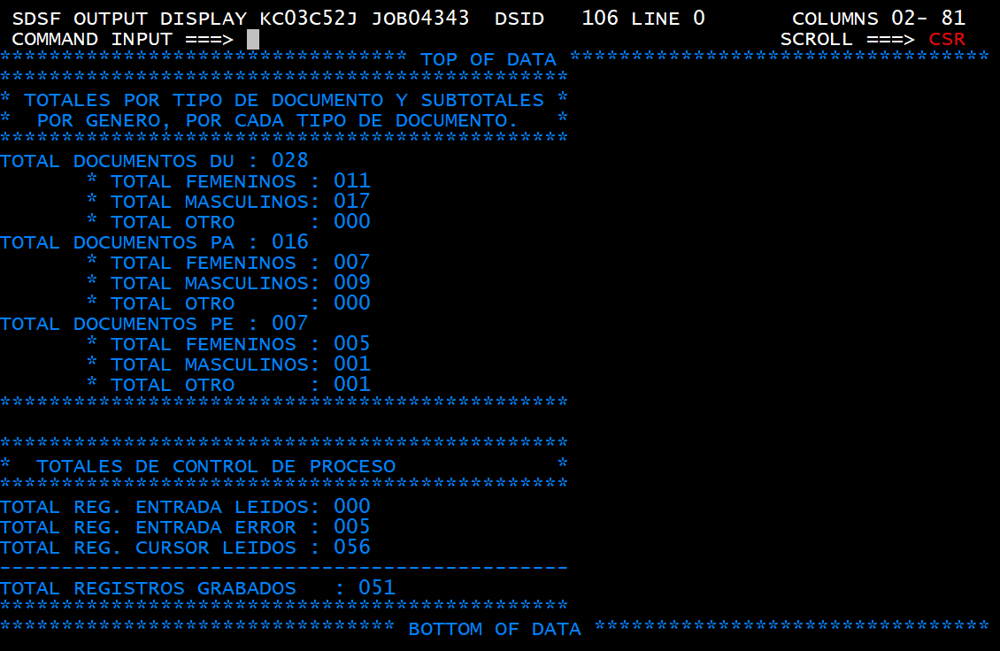 SDSF OUTPUT DISPLAY KC03C52J JOB04343  DSID   106 LINE 0       COLUMNS 02- 81
COMMAND INPUT ===>                                            SCROLL ===> CSR
********************************* TOP OF DATA **********************************
**********************************************
* TOTALES POR TIPO DE DOCUMENTO Y SUBTOTALES *
*  POR GENERO, POR CADA TIPO DE DOCUMENTO.   *
**********************************************
TOTAL DOCUMENTOS DU : 028
       * TOTAL FEMENINOS : 011
       * TOTAL MASCULINOS: 017
       * TOTAL OTRO      : 000
TOTAL DOCUMENTOS PA : 016
       * TOTAL FEMENINOS : 007
       * TOTAL MASCULINOS: 009
       * TOTAL OTRO      : 000
TOTAL DOCUMENTOS PE : 007
       * TOTAL FEMENINOS : 005
       * TOTAL MASCULINOS: 001
       * TOTAL OTRO      : 001
**********************************************
**********************************************
*  TOTALES DE CONTROL DE PROCESO             *
**********************************************
TOTAL REG. ENTRADA LEIDOS: 000
TOTAL REG. ENTRADA ERROR : 005
TOTAL REG. CURSOR LEIDOS : 056
----------------------------------------------
TOTAL REGISTROS GRABADOS   : 051
**********************************************
******************************** BOTTOM OF DATA ********************************